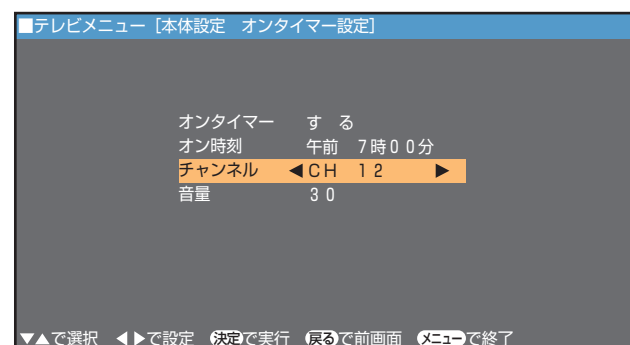 ■テレビメニュー [本体設定　オンタイマー設定]
オンタイマー　す る
オン時刻　午前　7時00分
チャンネル　◀CH　12　▶
音量　30
▼▲で選択　◀▶で設定　決定で実行　戻るで前画面　メニューで終了